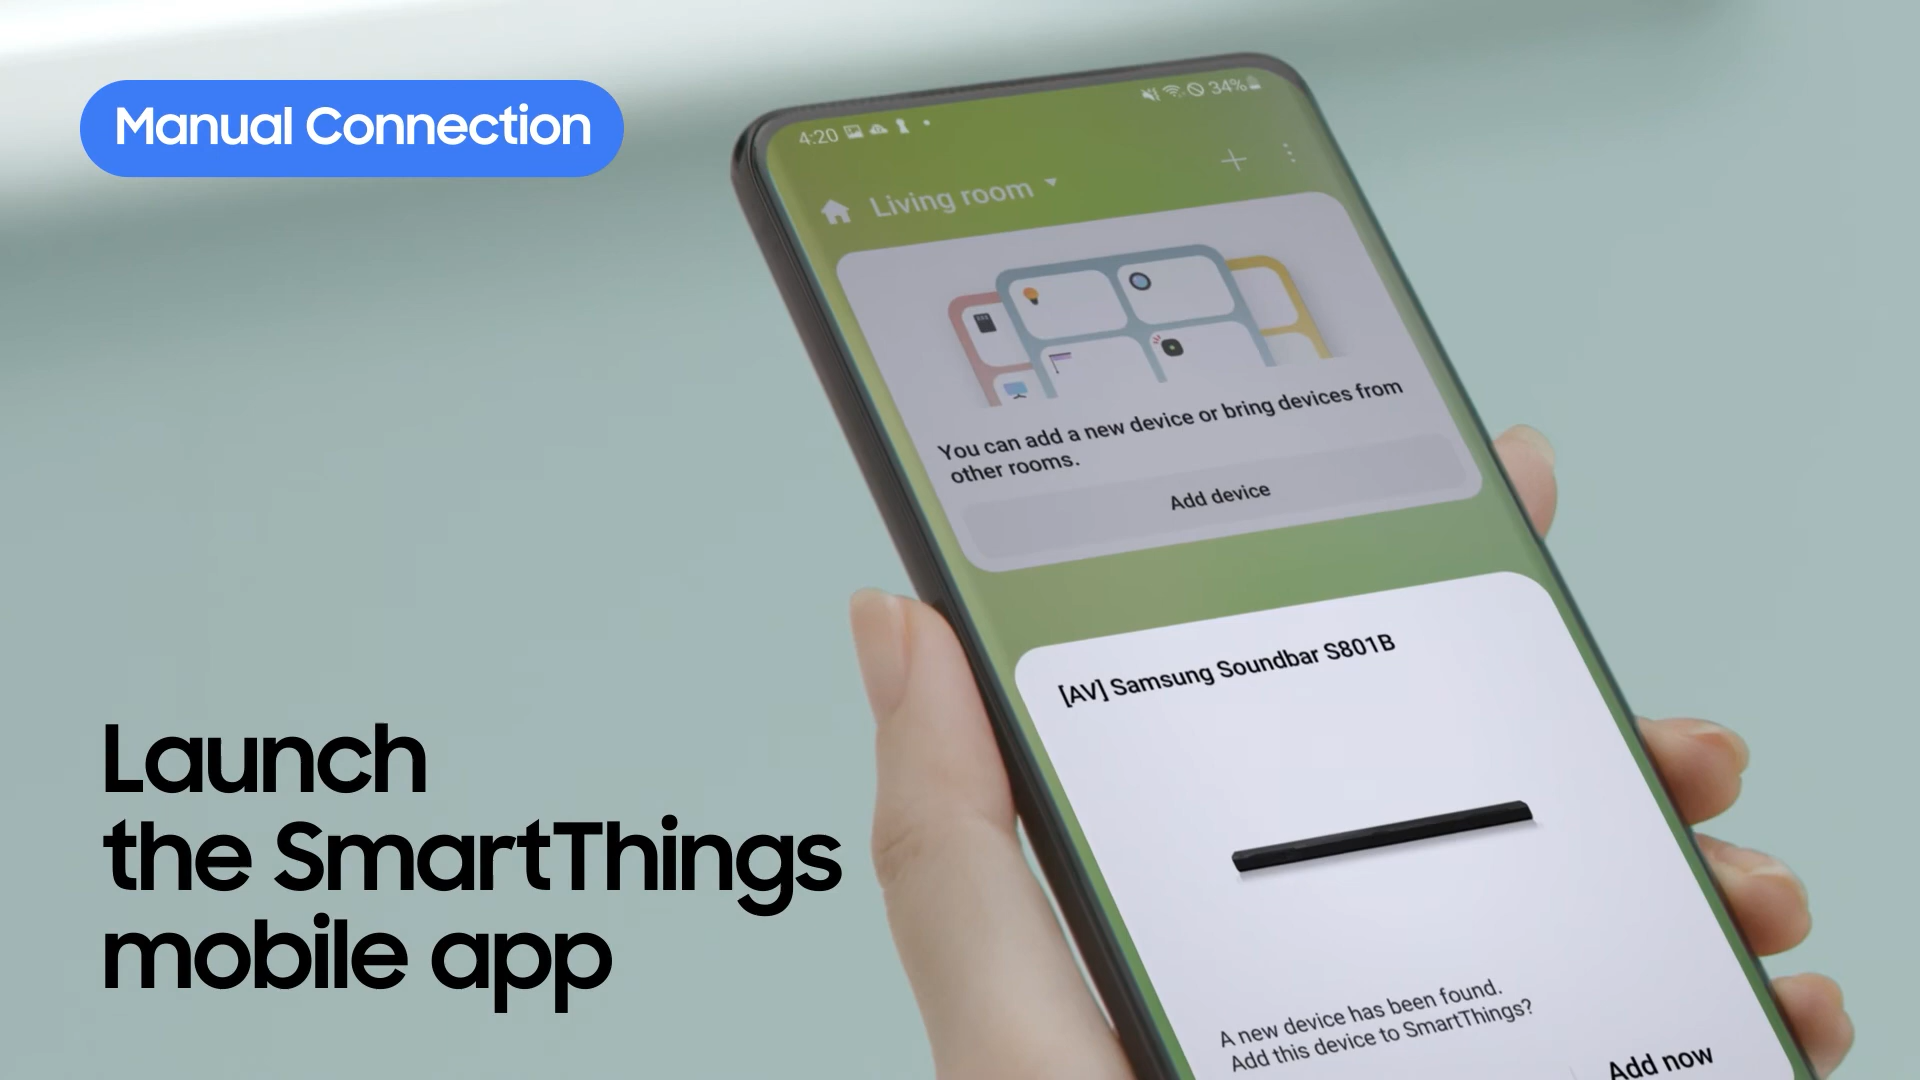 Manual Connection
4:20
34%
Living room
You can add a new device or bring devices from
other rooms.
Add device
[AV] Samsung Soundbar S801B
A new device has been found.
Add this device to SmartThings?
Add now
Launch
the SmartThings
mobile app